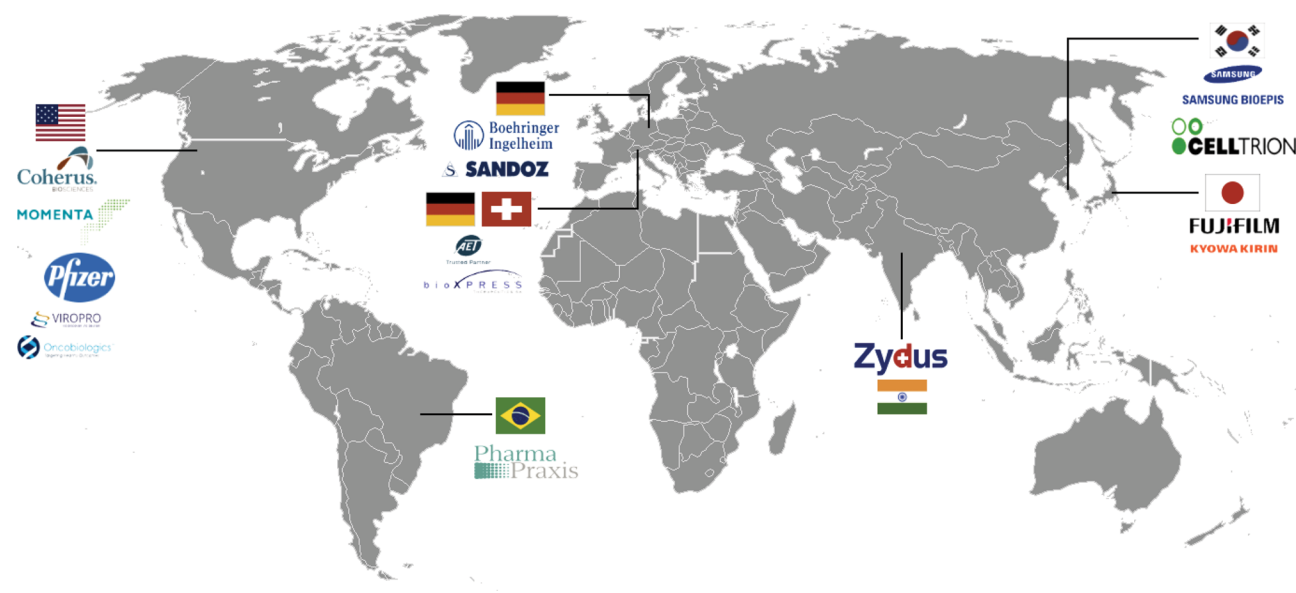 Coherus.
BIOSCIENCES
MOMENTA
Pfizer
VIROPRO
Oncobiologics
Boehringer
Ingelheim
S SANDOZ
AET
Trusted Partner
bioXPRESS
Pharma
Praxis
Zydus
SAMSUNG
SAMSUNG BIOEPIS
CELLTRION
FUJIFILM
KYOWA KIRIN